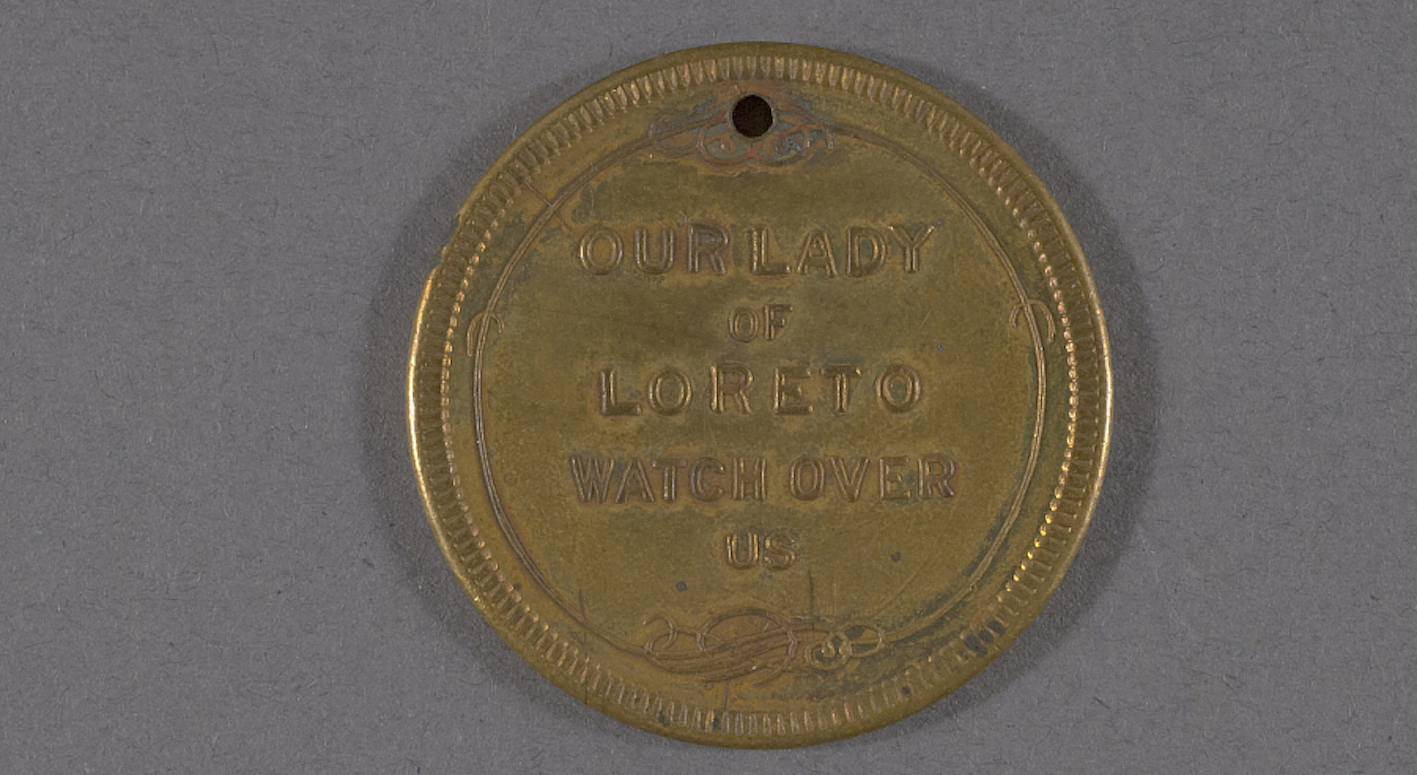 OUR LADY
OF
LORETO
WATCH OVER
US